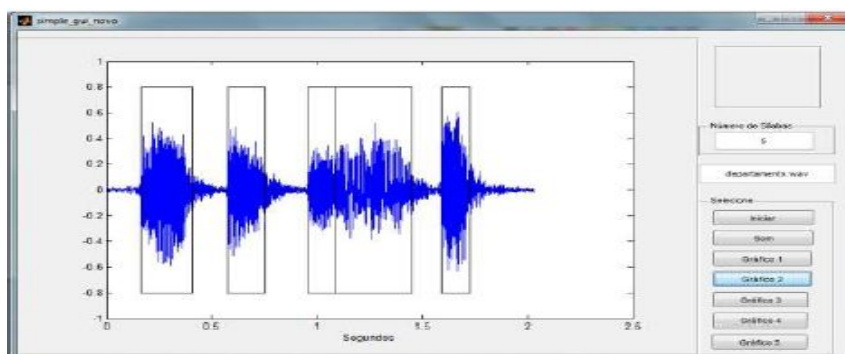 simple_gui_novo
1
0.8
0.6
0.4
0.2
0
-0.2
-0.4
-0.6
-0.8
-1
0 0.5 1 1.5 2 2.5
Segundos
Número de Sílabas
5
departamento.wav
Selecione
Iniciar
Som
Gráfico 1
Gráfico 2
Gráfico 3
Gráfico 4
Gráfico 5